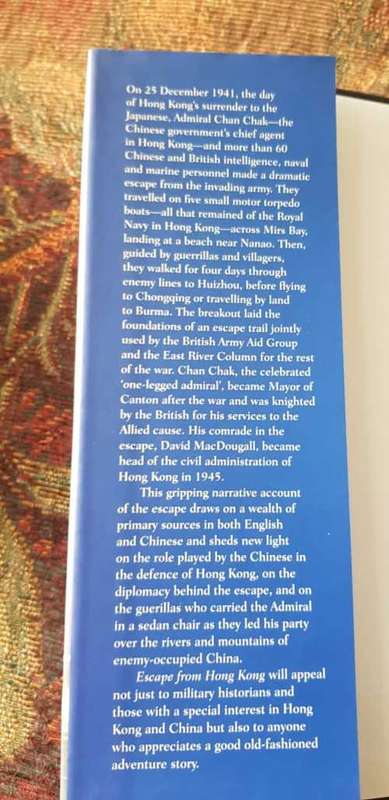 On 25 December 1941, the day
of Hong Kong's surrender to the
Japanese, Admiral Chan Chak—the
Chinese government's chief agent
in Hong Kong—and more than 60
Chinese and British intelligence, naval
and marine personnel made a dramatic
escape from the invading army. They
travelled on five small motor torpedo
boats—all that remained of the Royal
Navy in Hong Kong—across Mirs Bay,
landing at a beach near Nanao. Then,
guided by guerrillas and villagers,
they walked for four days through
enemy lines to Huizhou, before flying
to Chongqing or travelling by land
to Burma. The breakout laid the
foundations of an escape trail jointly
used by the British Army Aid Group
and the East River Column for the rest
of the war. Chan Chak, the celebrated
'one-legged admiral', became Mayor of
Canton after the war and was knighted
by the British for his services to the
Allied cause. His comrade in the
escape, David MacDougall, became
head of the civil administration of
Hong Kong in 1945.
This gripping narrative account
of the escape draws on a wealth of
primary sources in both English
and Chinese and sheds new light
on the role played by the Chinese in
the defence of Hong Kong, on the
diplomacy behind the escape, and on
the guerillas who carried the Admiral
in a sedan chair as they led his party
over the rivers and mountains of
enemy-occupied China.
Escape from Hong Kong will appeal
not just to military historians and
those with a special interest in Hong
Kong and China but also to anyone
who appreciates a good old-fashioned
adventure story.